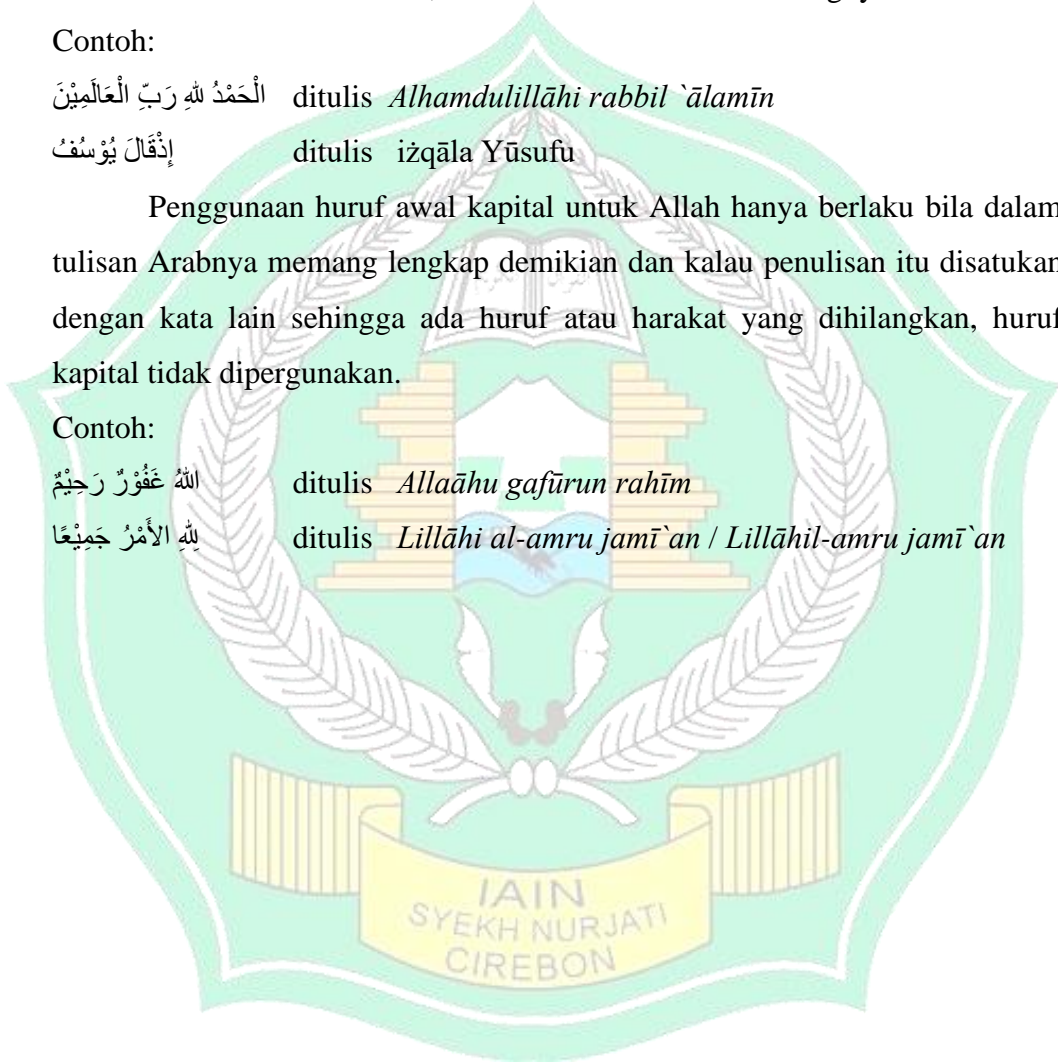 Contoh:
الْحَمْدُ للهِ رَبِّ الْعَالَمِيْنَ ditulis Alhamdulillāhi rabbil `ālamīn
إِذْقَالَ يُوْسُفُ ditulis iżqāla Yūsufu
Penggunaan huruf awal kapital untuk Allah hanya berlaku bila dalam
tulisan Arabnya memang lengkap demikian dan kalau penulisan itu disatukan
dengan kata lain sehingga ada huruf atau harakat yang dihilangkan, huruf
kapital tidak dipergunakan.
Contoh:
اللهُ غَفُوْرٌ رَحِيْمٌ ditulis Allaāhu gafūrun rahīm
لِلّٰهِ الأَمْرُ جَمِيْعًا ditulis Lillāhi al-amru jamī`an / Lillāhil-amru jamī`an
IAIN
SYEKH NURJATI
CIREBON